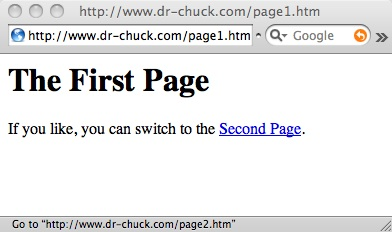 http://www.dr-chuck.com/page1.htm
http://www.dr-chuck.com/page1.htm
Google
The First Page
If you like, you can switch to the Second Page.
Go to "http://www.dr-chuck.com/page2.htm"